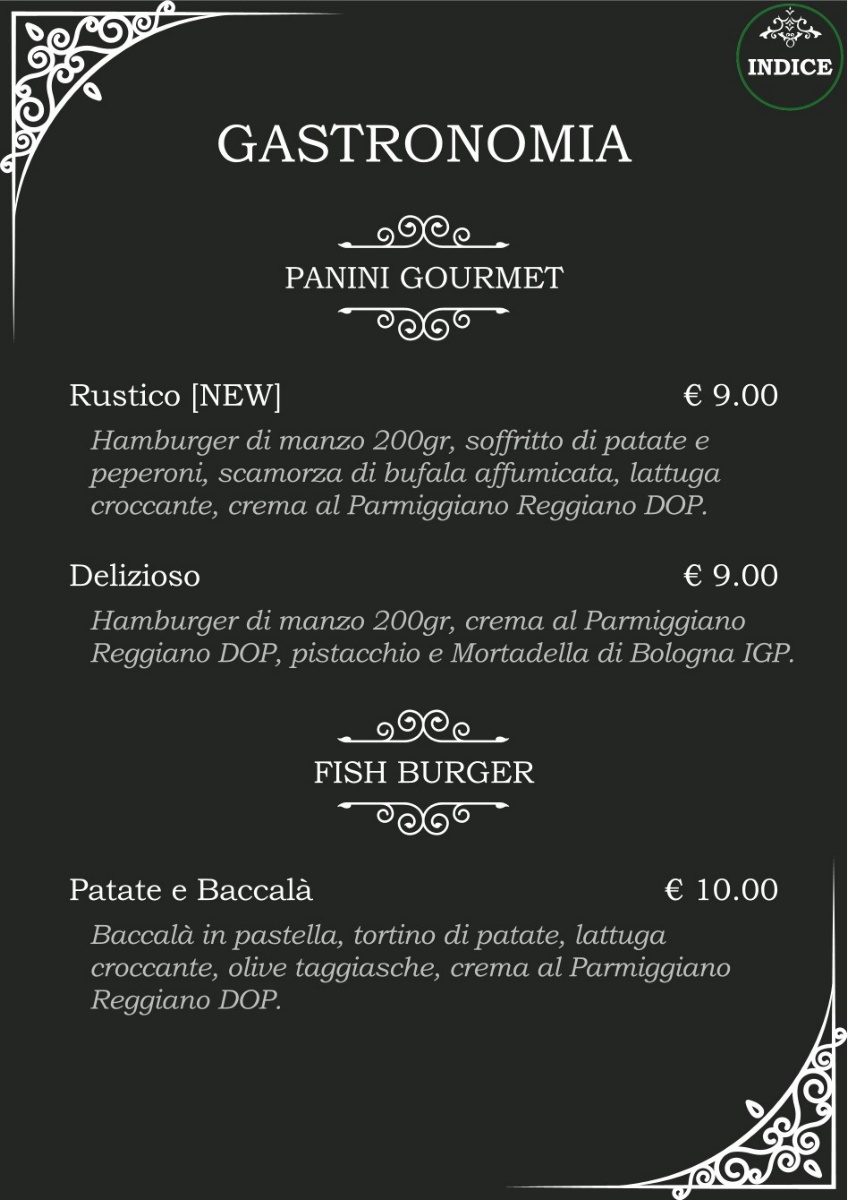 INDICE
GASTRONOMIA
PANINI GOURMET
Rustico [NEW] € 9.00
Hamburger di manzo 200gr, soffritto di patate e
peperoni, scamorza di bufala affumicata, lattuga
croccante, crema al Parmiggiano Reggiano DOP.
Delizioso € 9.00
Hamburger di manzo 200gr, crema al Parmiggiano
Reggiano DOP, pistacchio e Mortadella di Bologna IGP.
FISH BURGER
Patate e Baccalà € 10.00
Baccalà in pastella, tortino di patate, lattuga
croccante, olive taggiasche, crema al Parmiggiano
Reggiano DOP.